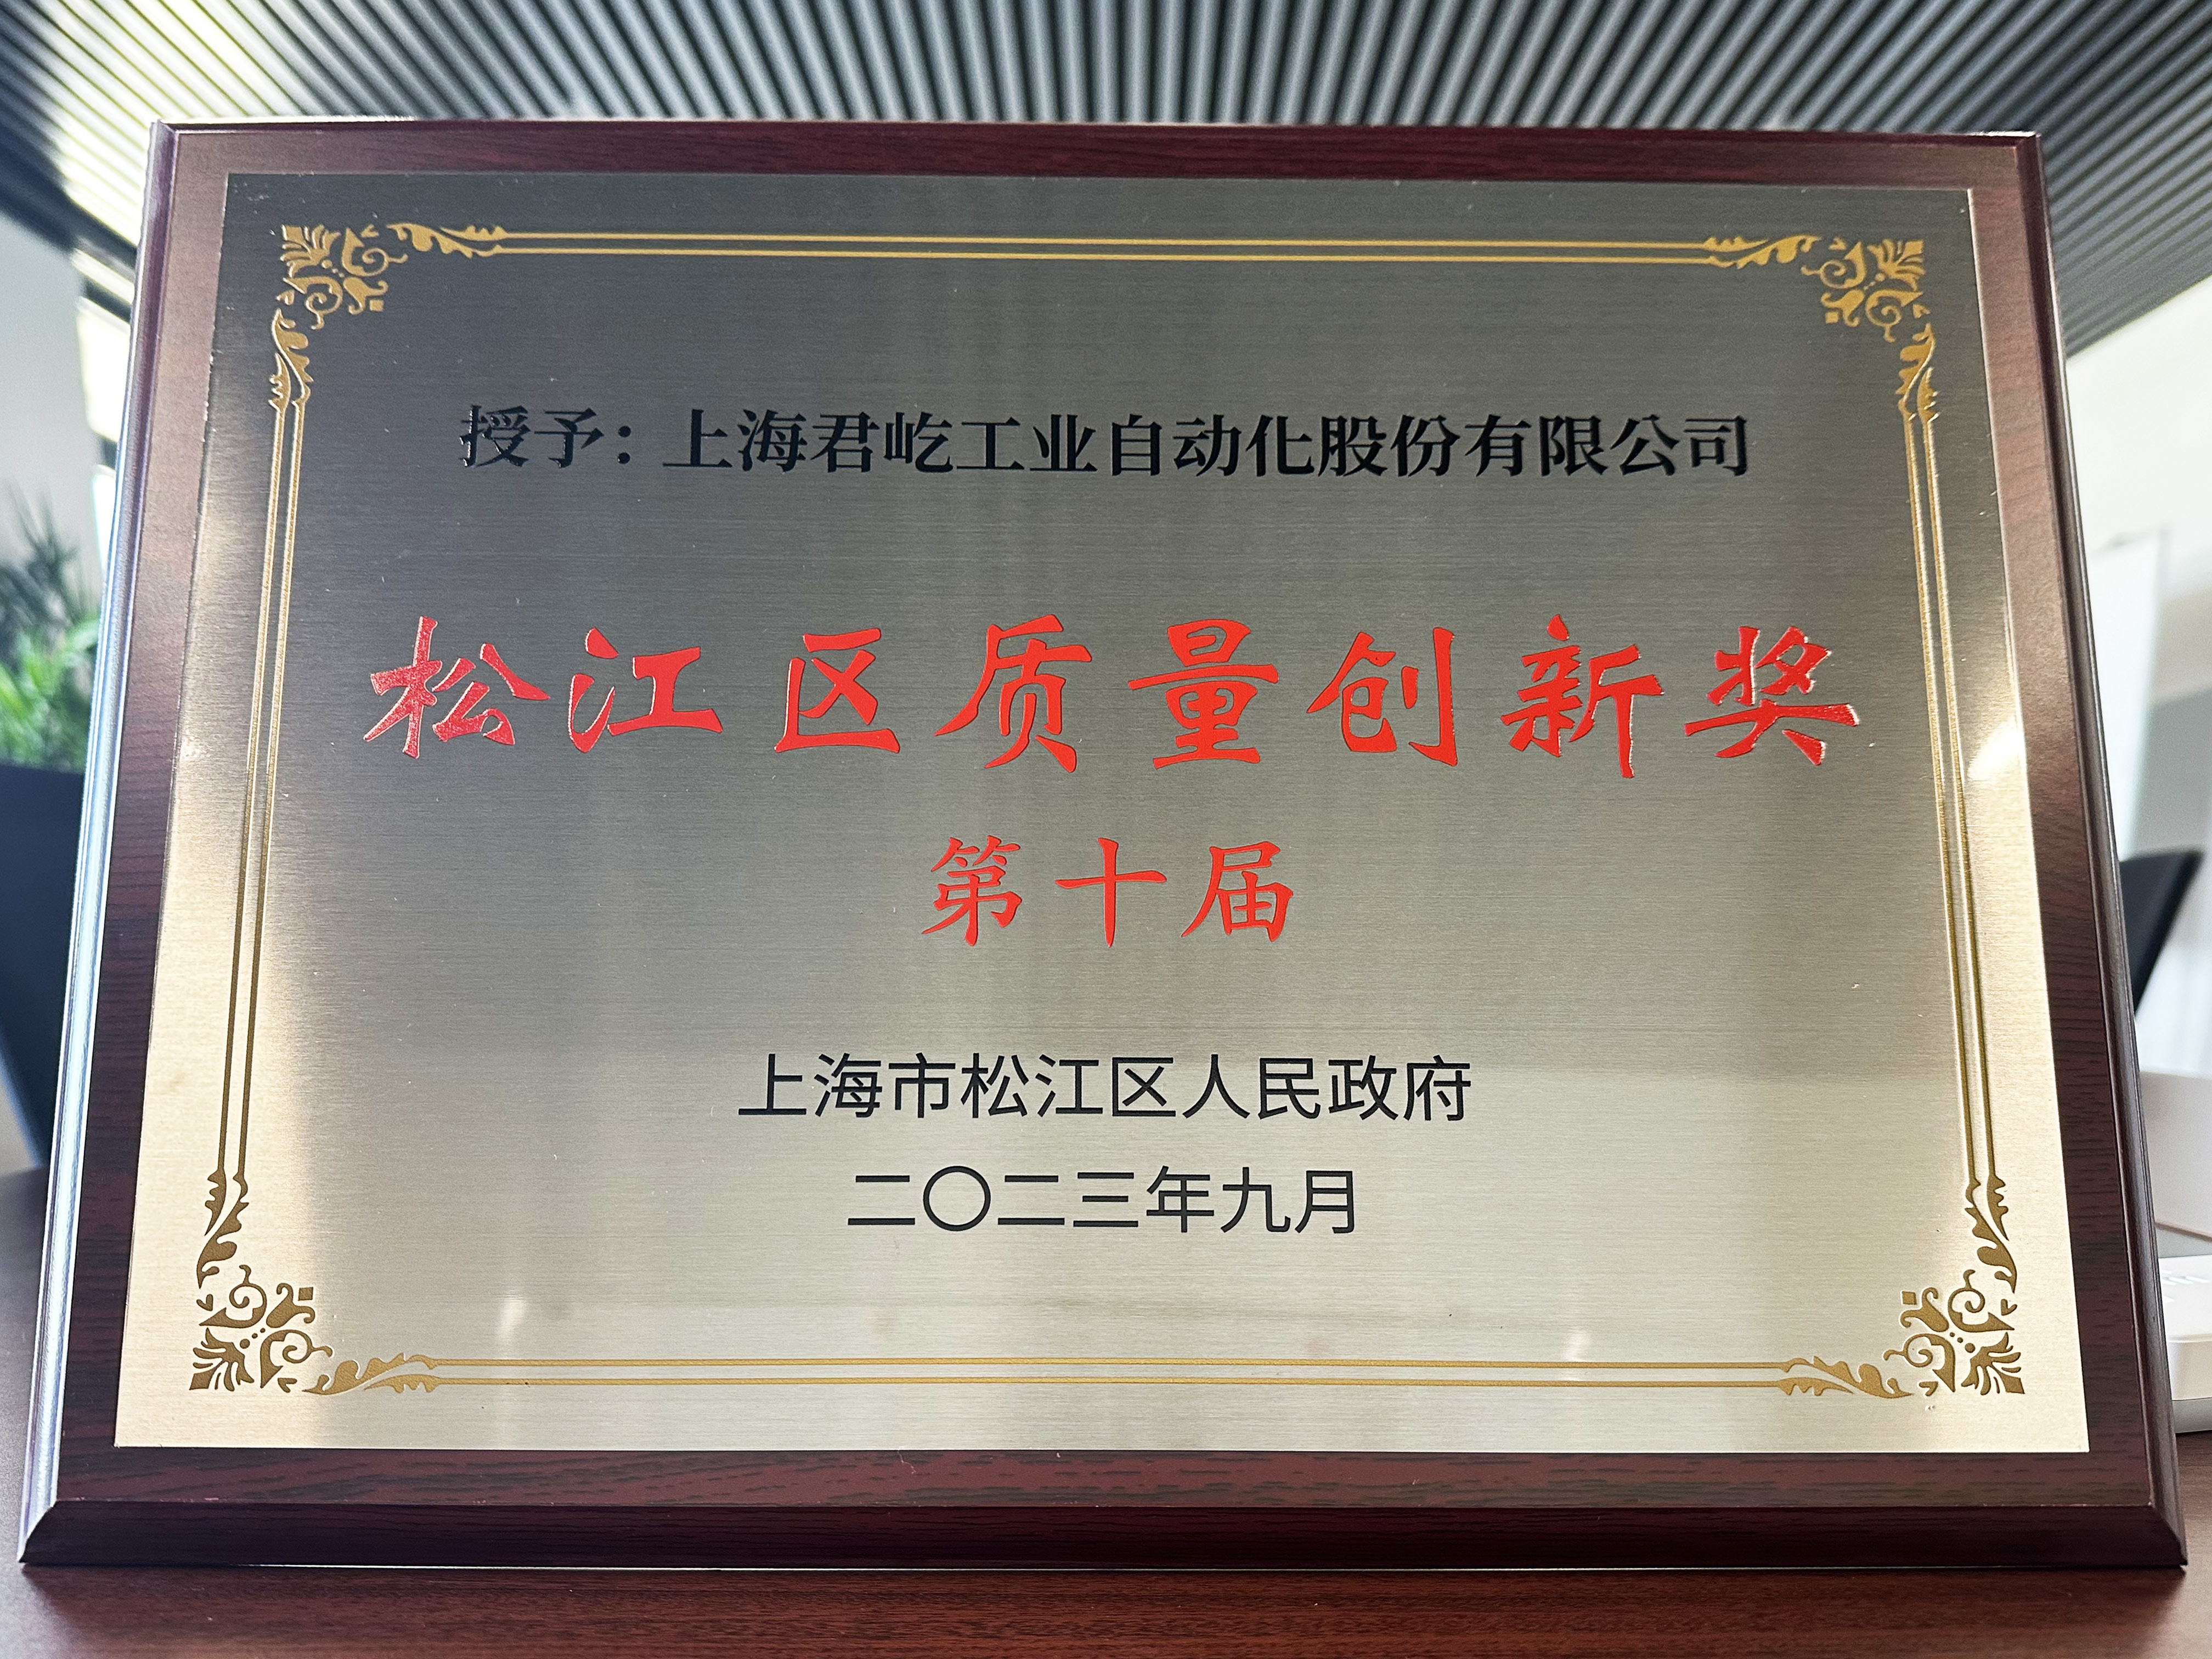 授予：上海君屹工业自动化股份有限公司
松江区质量创新奖
第十届
上海市松江区人民政府
二〇二三年九月